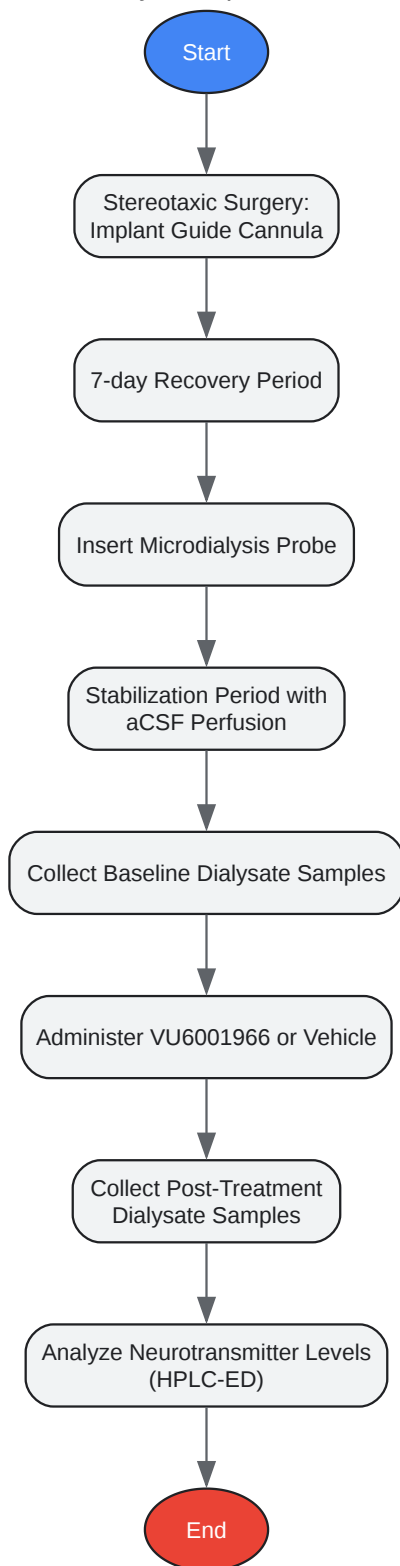 Start
Stereotaxic Surgery:
Implant Guide Cannula
7-day Recovery Period
Insert Microdialysis Probe
Stabilization Period with
aCSF Perfusion
Collect Baseline Dialysate Samples
Administer VU6001966 or Vehicle
Collect Post-Treatment
Dialysate Samples
Analyze Neurotransmitter Levels
(HPLC-ED)
End